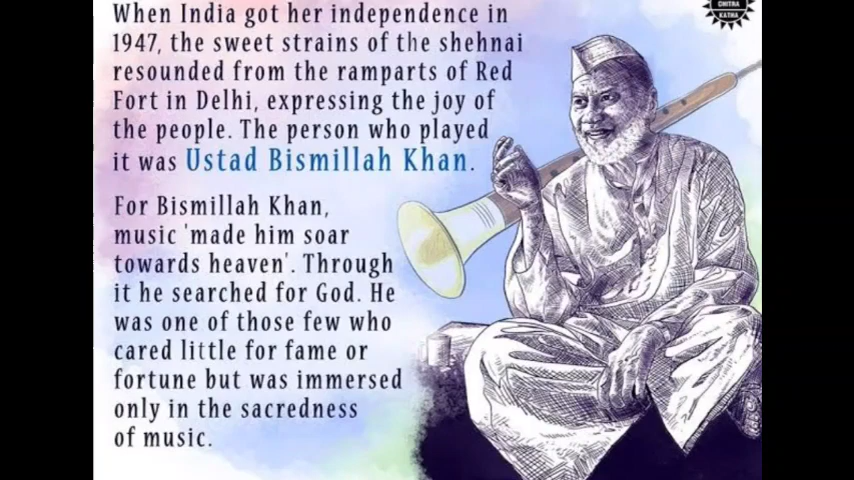 When India got her independence in
1947, the sweet strains of the shehnai
resounded from the ramparts of Red
Fort in Delhi, expressing the joy of
the people. The person who played
it was Ustad Bismillah Khan.
For Bismillah Khan,
music 'made him soar
towards heaven'. Through
it he searched for God. He
was one of those few who
cared little for fame or
fortune but was immersed
only in the sacredness
of music.
CHITRA
KATHA